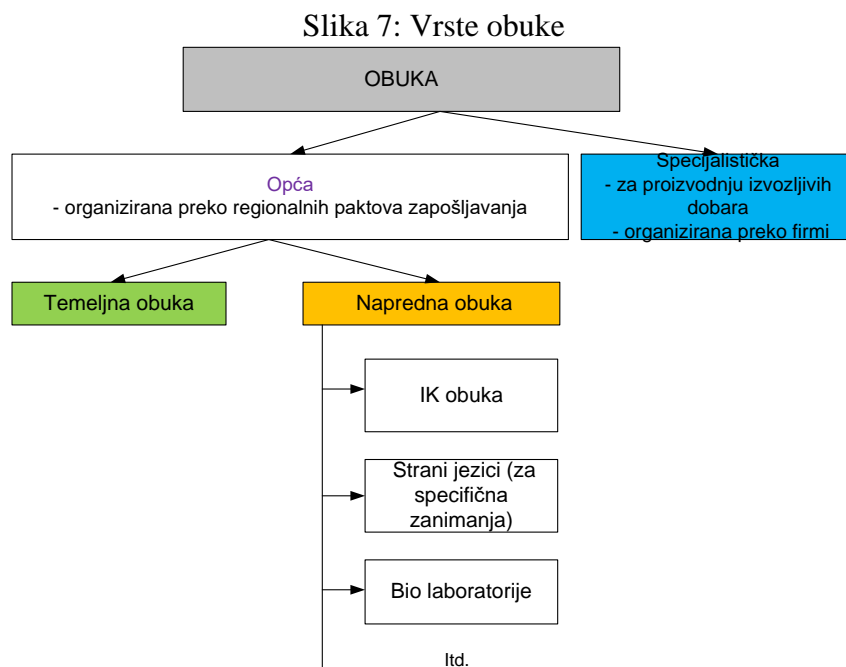 Slika 7: Vrste obuke
OBUKA
Opća
- organizirana preko regionalnih paktova zapošljavanja
Specijalistička
- za proizvodnju izvozljivih
dobara
- organizirana preko firmi
Temeljna obuka
Napredna obuka
IK obuka
Strani jezici (za
specifična
zanimanja)
Bio laboratorije
Itd.